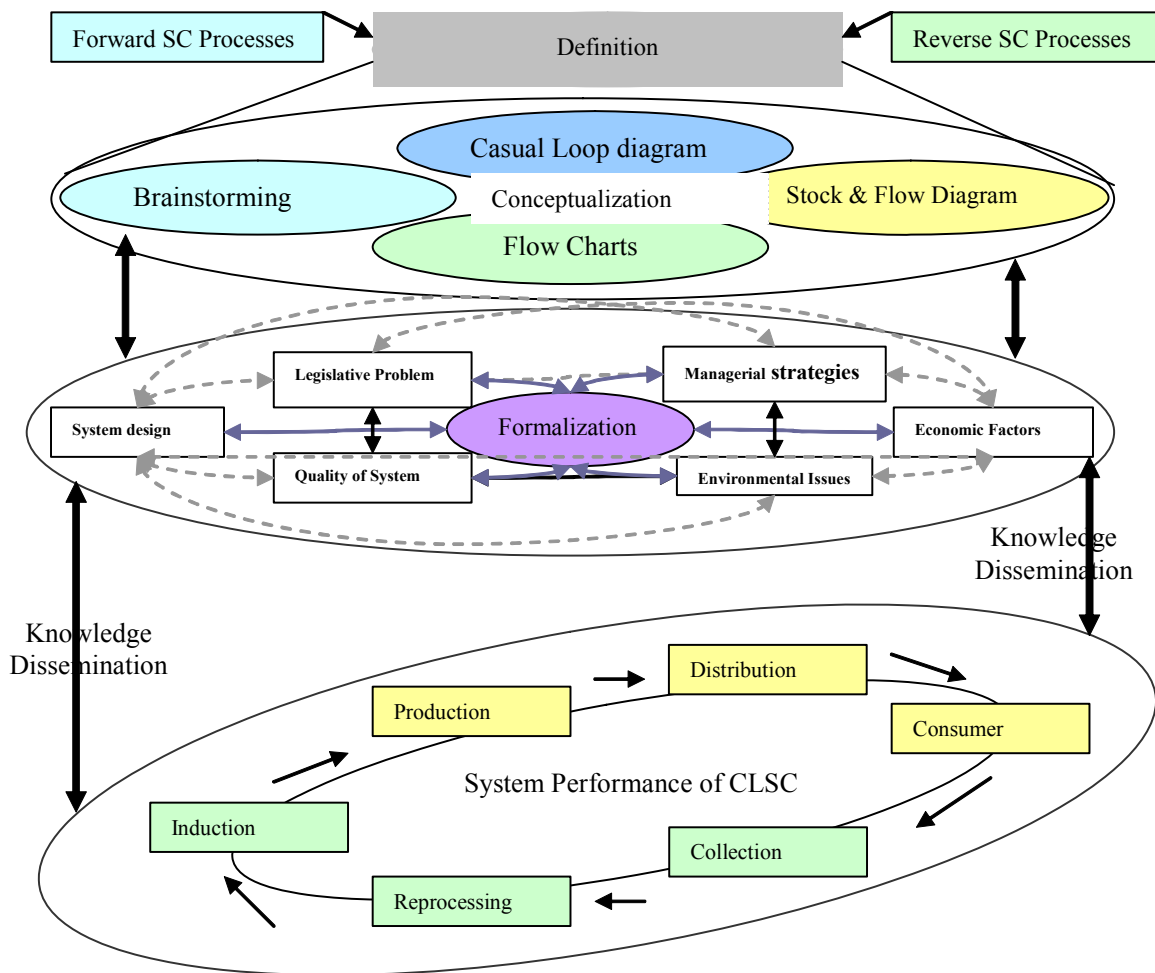 Forward SC Processes
Definition
Reverse SC Processes
Casual Loop diagram
Brainstorming
Conceptualization
Stock & Flow Diagram
Flow Charts
Legislative Problem
Managerial strategies
System design
Formalization
Economic Factors
Quality of System
Environmental Issues
Knowledge
Dissemination
Knowledge
Dissemination
Distribution
Production
Consumer
System Performance of CLSC
Induction
Collection
Reprocessing